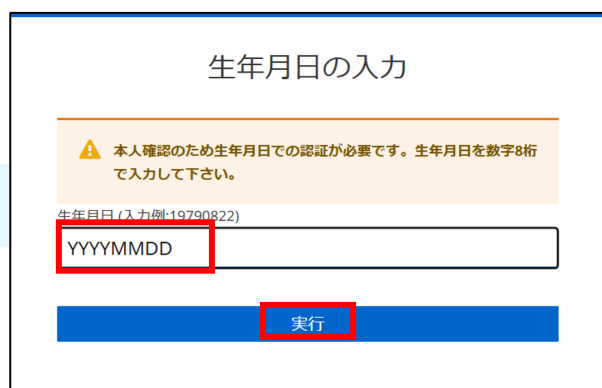 生年月日の入力
本人確認のため生年月日での認証が必要です。生年月日を数字8桁
で入力して下さい。
生年月日 (入力例:19790822)
YYYYMMDD
実行